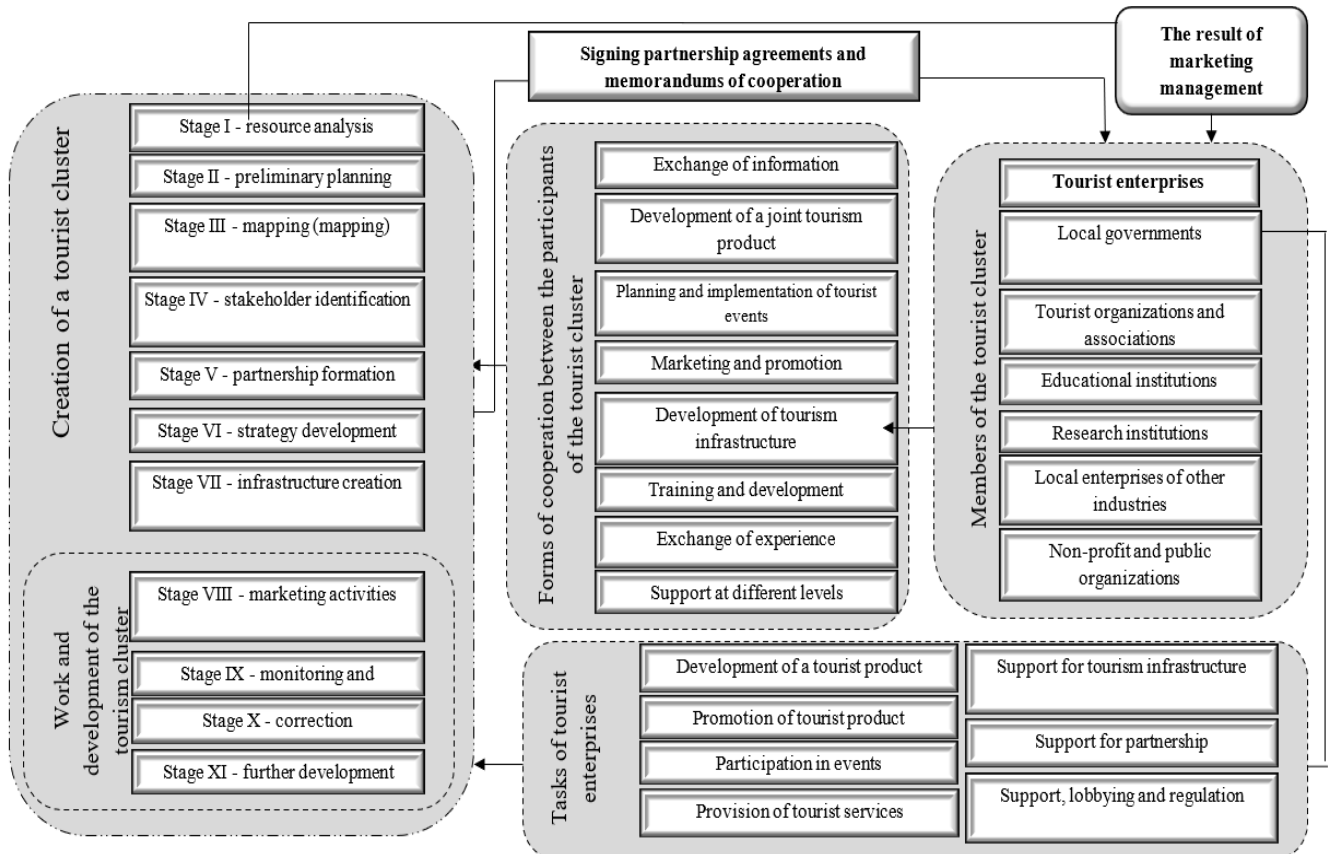 Signing partnership agreements and
memorandums of cooperation
The result of
marketing
management
Creation of a tourist cluster
Stage I - resource analysis
Stage II - preliminary planning
Stage III - mapping (mapping)
Stage IV - stakeholder identification
Stage V - partnership formation
Stage VI - strategy development
Stage VII - infrastructure creation
Work and
development of the
tourism cluster
Stage VIII - marketing activities
Stage IX - monitoring and
Stage X - correction
Stage XI - further development
Forms of cooperation between the participants
of the tourist cluster
Exchange of information
Development of a joint tourism
product
Planning and implementation of tourist
events
Marketing and promotion
Development of tourism
infrastructure
Training and development
Exchange of experience
Support at different levels
Members of the tourist cluster
Tourist enterprises
Local governments
Tourist organizations and
associations
Educational institutions
Research institutions
Local enterprises of other
industries
Non-profit and public
organizations
Tasks of tourist
enterprises
Development of a tourist product
Promotion of tourist product
Participation in events
Provision of tourist services
Support for tourism infrastructure
Support for partnership
Support, lobbying and regulation